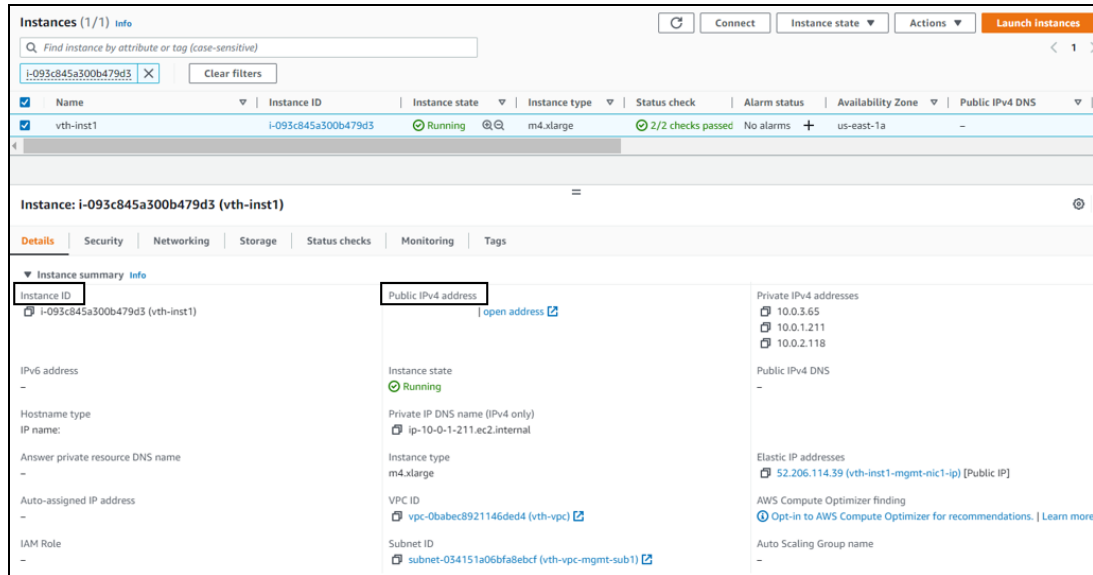 Instances (1/1) Info
Connect Instance state ▼ Actions ▼ Launch instances
Find instance by attribute or tag (case-sensitive)
< 1 >
i-093c845a300b479d3 X Clear filters
Name Instance ID Instance state Instance type Status check Alarm status Availability Zone Public IPv4 DNS
vth-inst1 i-093c845a300b479d3 Running m4.xlarge 2/2 checks passed No alarms + us-east-1a –
Instance: i-093c845a300b479d3 (vth-inst1)
Details Security Networking Storage Status checks Monitoring Tags
▼ Instance summary Info
Instance ID Public IPv4 address Private IPv4 addresses
i-093c845a300b479d3 (vth-inst1) | open address 10.0.3.65
10.0.1.211
10.0.2.118
IPv6 address Instance state Public IPv4 DNS
– Running –
Hostname type Private IP DNS name (IPv4 only)
IP name: ip-10-0-1-211.ec2.internal
Answer private resource DNS name Instance type Elastic IP addresses
– m4.xlarge 52.206.114.39 (vth-inst1-mgmt-nic1-ip) [Public IP]
Auto-assigned IP address VPC ID AWS Compute Optimizer finding
– vpc-0babec8921146ded4 (vth-vpc) Opt-in to AWS Compute Optimizer for recommendations. | Learn more
IAM Role Subnet ID Auto Scaling Group name
– subnet-034151a06bfa8ebcf (vth-vpc-mgmt-sub1) –